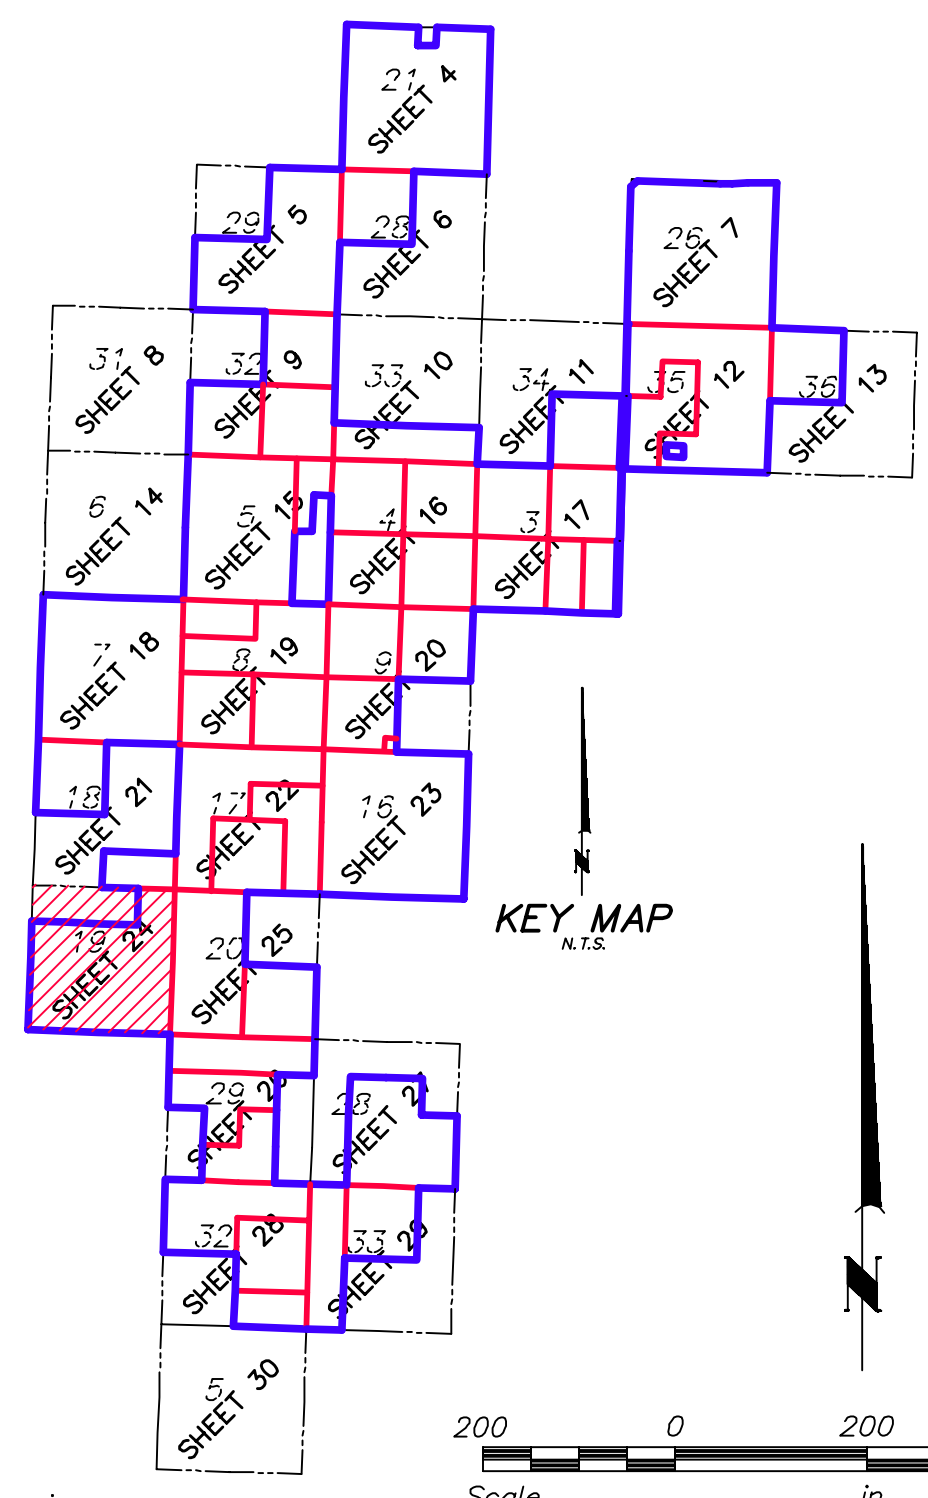 21
SHEET 4
29
SHEET 5
28
SHEET 6
26
SHEET 7
31
SHEET 8
32
SHEET 9
33
SHEET 10
34
SHEET 11
35
SHEET 12
36
SHEET 13
6
SHEET 14
5
SHEET 15
4
SHEET 16
3
SHEET 17
7
SHEET 18
8
SHEET 19
9
SHEET 20
18
SHEET 21
17
SHEET 22
16
SHEET 23
19
SHEET 24
20
SHEET 25
29
SHEET 26
28
SHEET 27
32
SHEET 28
33
SHEET 29
5
SHEET 30
N
KEY MAP
N.T.S.
N
200 0 200
Scale in